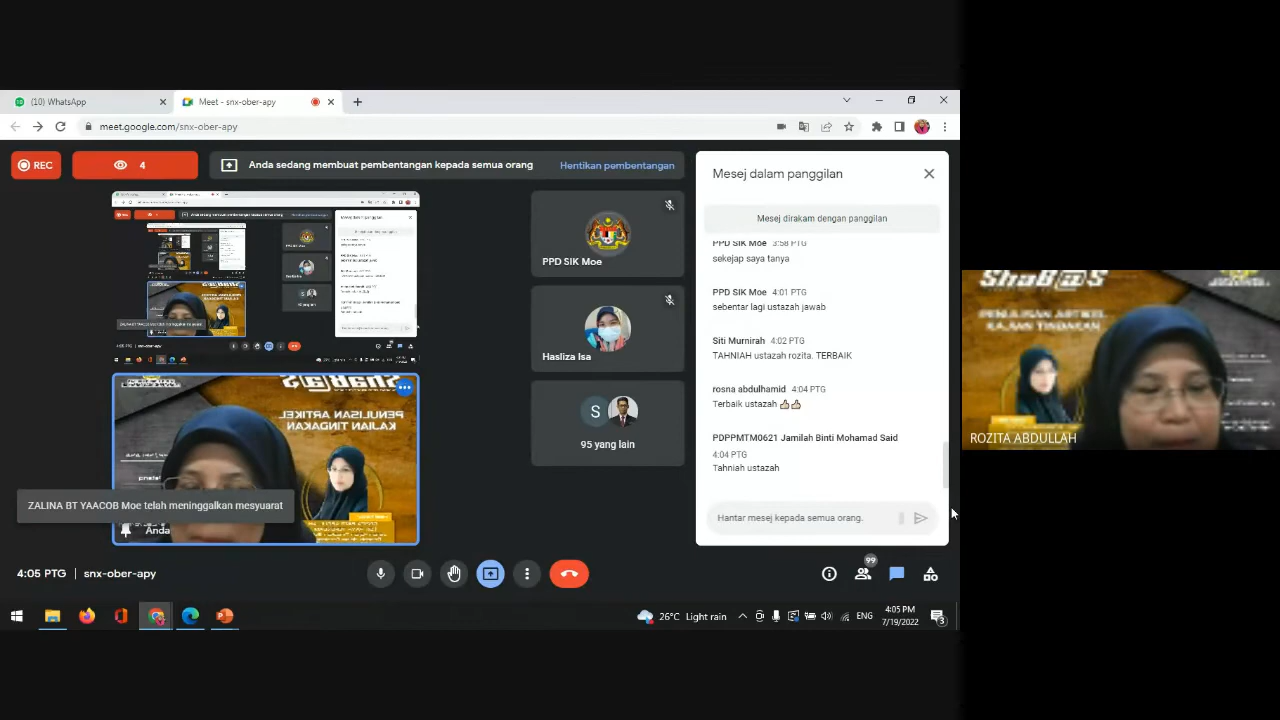 (10) WhatsApp
Meet - snx-ober-apy
meet.google.com/snx-ober-apy
REC
4
Anda sedang membuat pembentangan kepada semua orang
Hentikan pembentangan
PPD SIK Moe
Hasliza Isa
S
95 yang lain
PENULISAN ARTIKEL
KAJIAN TINDAKAN
ZALINA BT YAACOB Moe telah meninggalkan mesyuarat
Anda
Mesej dalam panggilan
Mesej dirakam dengan panggilan
PPD SIK Moe 3:58 PTG
sekejap saya tanya
PPD SIK Moe 4:01 PTG
sebentar lagi ustazah jawab
Siti Murnirah 4:02 PTG
TAHNIAH ustazah rozita. TERBAIK
rosna abdulhamid 4:04 PTG
Terbaik ustazah 👍👍
PDPPMTM0621 Jamilah Binti Mohamad Said
4:04 PTG
Tahniah ustazah
Hantar mesej kepada semua orang.
4:05 PTG | snx-ober-apy
99
26°C Light rain
ENG
4:05 PM
7/19/2022
3
PENULISAN ARTIKEL
KAJIAN TINDAKAN
ROZITA ABDULLAH